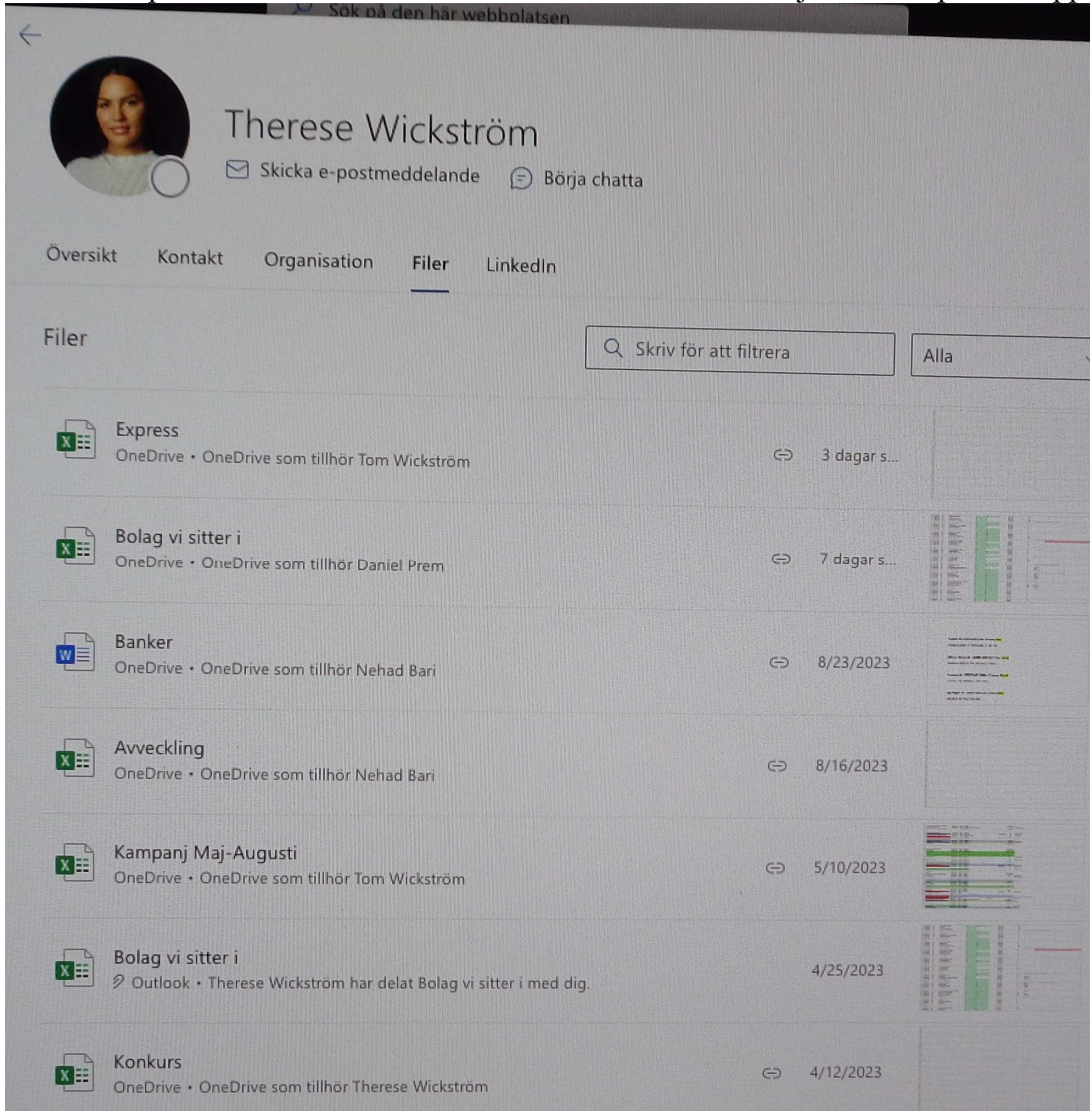 Sök på den här webbplatsen
Therese Wickström
Skicka e-postmeddelande Börja chatta
Översikt Kontakt Organisation Filer LinkedIn
Filer
Skriv för att filtrera
Alla
Express
OneDrive • OneDrive som tillhör Tom Wickström
3 dagar s...
Bolag vi sitter i
OneDrive • OneDrive som tillhör Daniel Prem
7 dagar s...
Banker
OneDrive • OneDrive som tillhör Nehad Bari
8/23/2023
Avveckling
OneDrive • OneDrive som tillhör Nehad Bari
8/16/2023
Kampanj Maj-Augusti
OneDrive • OneDrive som tillhör Tom Wickström
5/10/2023
Bolag vi sitter i
Outlook • Therese Wickström har delat Bolag vi sitter i med dig.
4/25/2023
Konkurs
OneDrive • OneDrive som tillhör Therese Wickström
4/12/2023